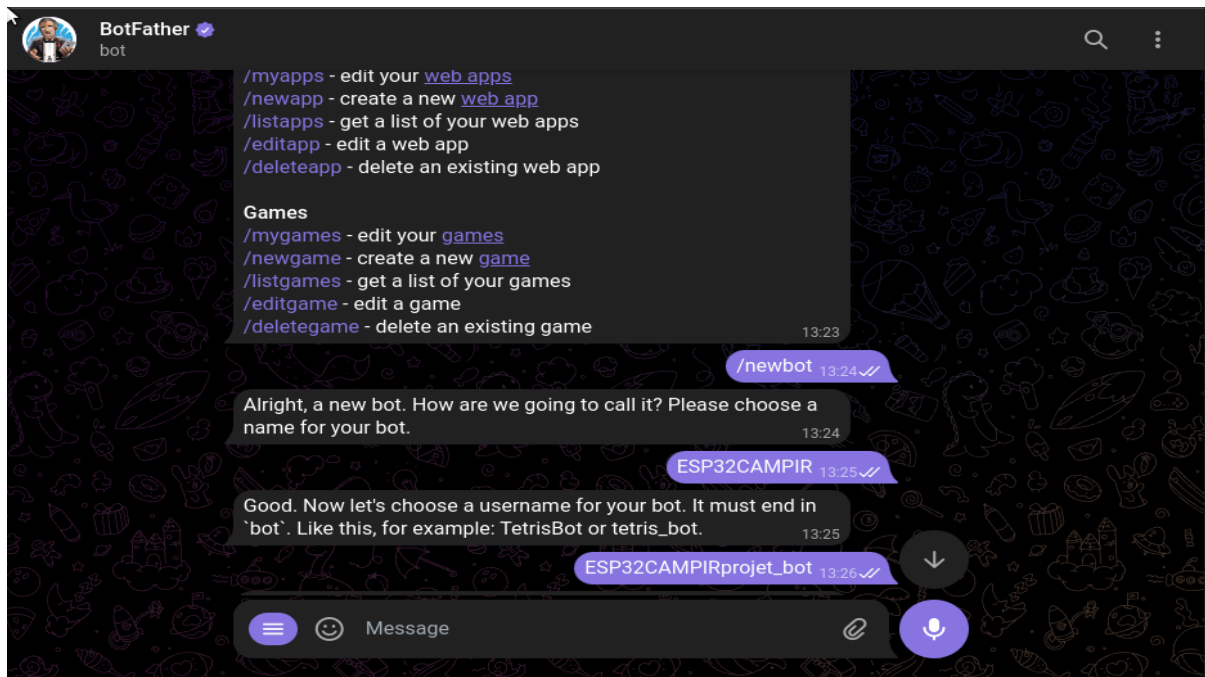 BotFather
bot
/myapps - edit your web apps
/newapp - create a new web app
/listapps - get a list of your web apps
/editapp - edit a web app
/deleteapp - delete an existing web app
Games
/mygames - edit your games
/newgame - create a new game
/listgames - get a list of your games
/editgame - edit a game
/deletegame - delete an existing game
13:23
/newbot 13:24
Alright, a new bot. How are we going to call it? Please choose a
name for your bot.
13:24
ESP32CAMPIR 13:25
Good. Now let's choose a username for your bot. It must end in
`bot`. Like this, for example: TetrisBot or tetris_bot.
13:25
ESP32CAMPIRprojet_bot 13:26
Message